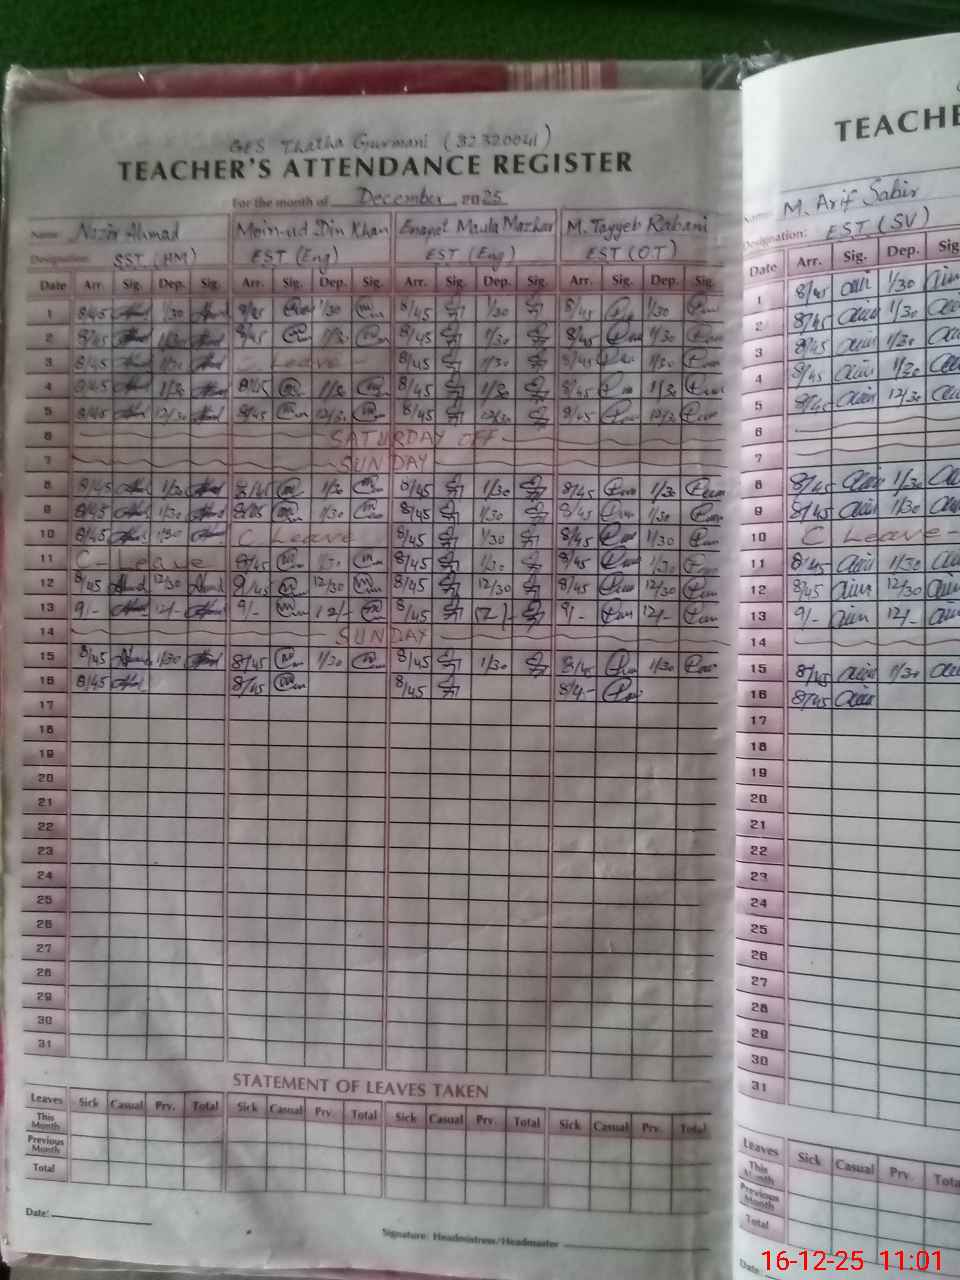 GES Thatha Gurmani (32320041)
TEACHER'S ATTENDANCE REGISTER
For the month of December 2025
Name Nazir Ahmad Moin-ud Din Khan Enayat Maula Mazhar M. Tayyeb Rabani
Designation: SST (HM) EST (Eng) EST (Eng) EST (O.T)
Date Arr. Sig. Dep. Sig. Arr. Sig. Dep. Sig. Arr. Sig. Dep. Sig. Arr. Sig. Dep. Sig.
1 8/45 1/30 8/45 1/30 8/45 1/30 8/45 1/30
2 8/45 1/30 8/45 1/30 8/45 1/30 8/45 1/30
3 8/45 1/30 C Leave 8/45 1/30 8/45 1/30
4 8/45 1/30 8/45 1/30 8/45 1/30 8/45 1/30
5 8/45 12/30 8/45 12/30 8/45 12/30 8/45 12/30
6 SATURDAY OFF
7 SUNDAY
8 8/45 1/30 8/45 1/30 8/45 1/30 8/45 1/30
9 8/45 1/30 8/45 1/30 8/45 1/30 8/45 1/30
10 8/45 1/30 C Leave 8/45 1/30 8/45 1/30
11 C- Leave 8/45 1/30 8/45 1/30 8/45 1/30
12 8/45 12/30 8/45 12/30 8/45 12/30 8/45 12/30
13 9/- 12/- 9/- 12/- 8/45 9/- 12/-
14 SUNDAY
15 8/45 1/30 8/45 1/30 8/45 1/30 8/45 1/30
16 8/45 8/45 8/45 8/4-
17
18
19
20
21
22
23
24
25
26
27
28
29
30
31
STATEMENT OF LEAVES TAKEN
Leaves Sick Casual Prv. Total Sick Casual Prv. Total Sick Casual Prv. Total Sick Casual Prv. Total
This Month
Previous Month
Total
Date:
Signature: Headmistress/Headmaster
TEACHE
Name: M. Arif Sabir
Designation: EST (SV)
Date Arr. Sig. Dep. Sig
1 8/45 1/30
2 8/45 1/30
3 8/45 1/30
4 8/45 1/30
5 8/45 12/30
6
7
8 8/45 1/30
9 8/45 1/30
10 C Leave -
11 8/45 1/30
12 8/45 12/30
13 9/- 12/-
14
15 8/45 1/30
16 8/45
17
18
19
20
21
22
23
24
25
26
27
28
29
30
31
Leaves Sick Casual Prv Tota
This Month
Previous Month
Total
Date
16-12-25 11:01